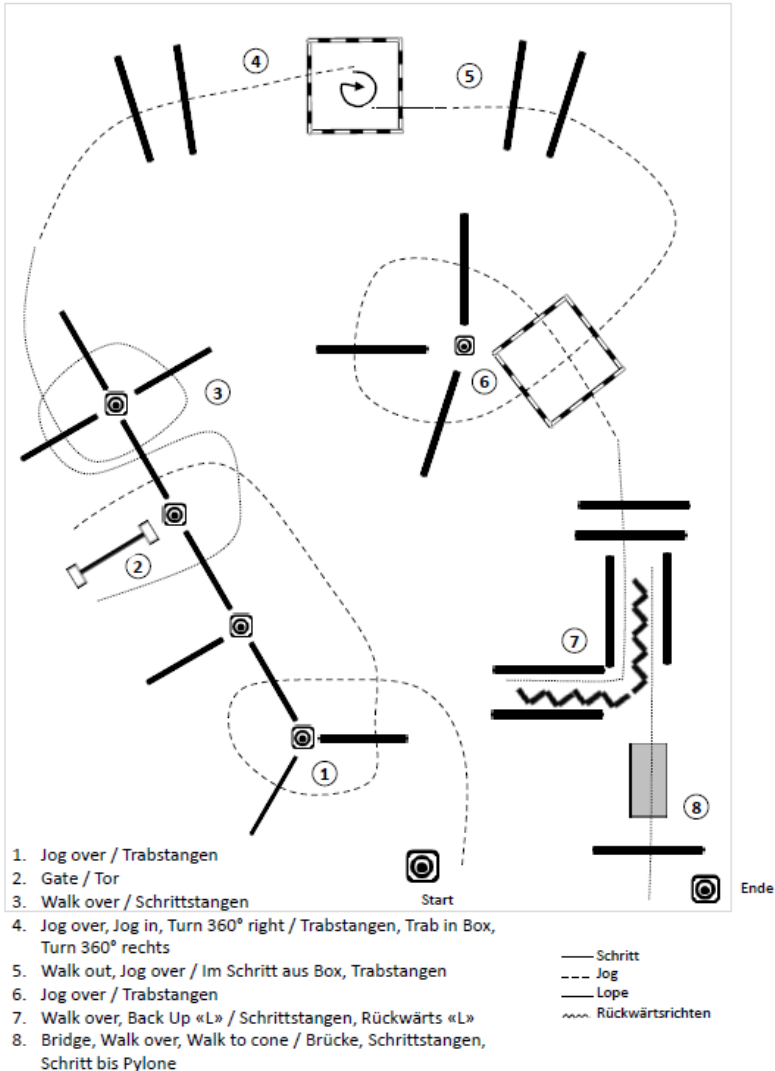 4
5
3
6
2
7
1
8
Start
Ende
1. Jog over / Trabstangen
2. Gate / Tor
3. Walk over / Schrittstangen
4. Jog over, Jog in, Turn 360° right / Trabstangen, Trab in Box,
Turn 360° rechts
5. Walk out, Jog over / Im Schritt aus Box, Trabstangen
6. Jog over / Trabstangen
7. Walk over, Back Up «L» / Schrittstangen, Rückwärts «L»
8. Bridge, Walk over, Walk to cone / Brücke, Schrittstangen,
Schritt bis Pylone
Schritt
Jog
Lope
Rückwärtsrichten